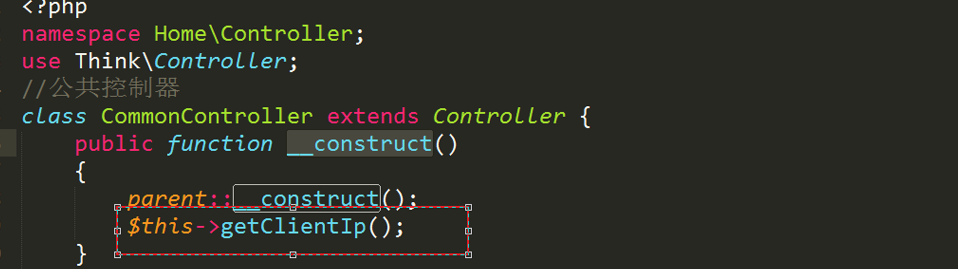 <?php
namespace Home\Controller;
use Think\Controller;
//公共控制器
class CommonController extends Controller {
public function __construct()
{
parent::__construct();
$this->getClientIp();
}